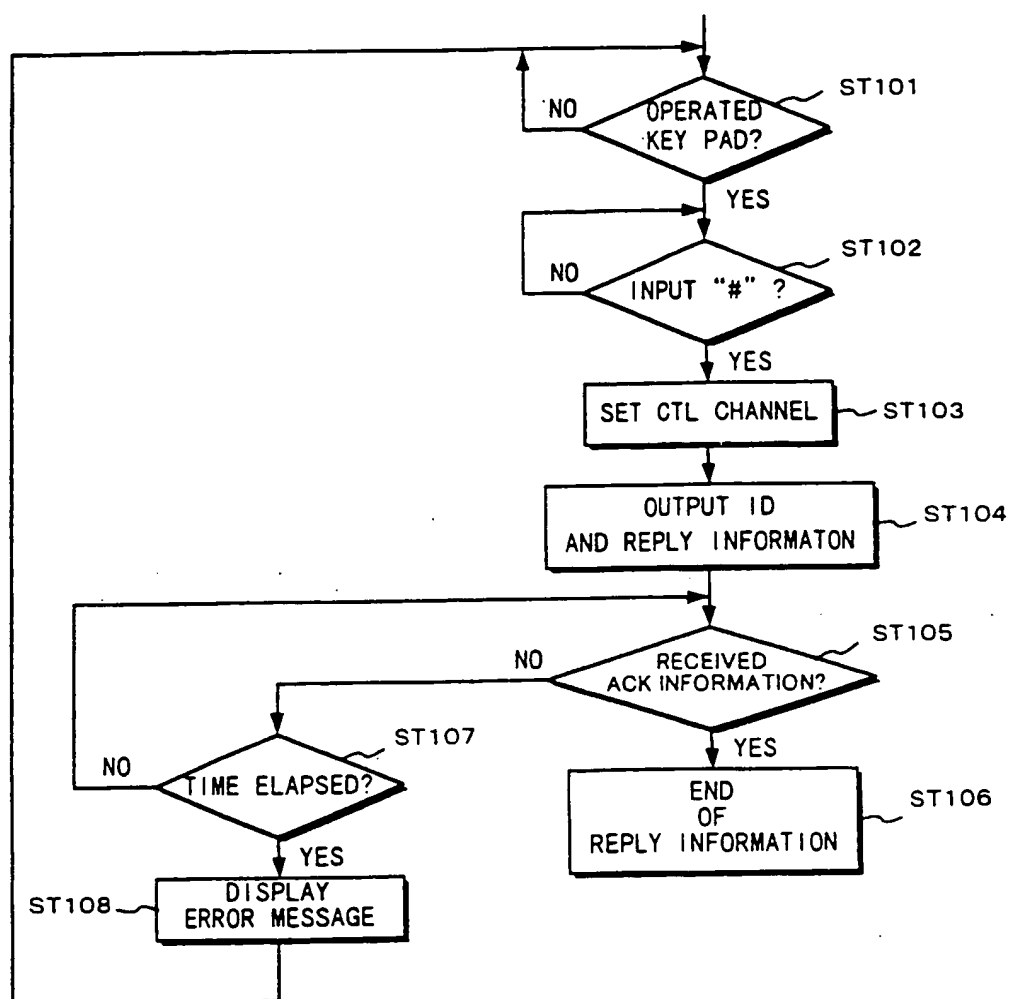 ST101
NO
OPERATED
KEY PAD?
YES
ST102
NO
INPUT "#" ?
YES
SET CTL CHANNEL
ST103
OUTPUT ID
AND REPLY INFORMATON
ST104
ST105
NO
RECEIVED
ACK INFORMATION?
YES
ST107
NO
TIME ELAPSED?
YES
END
OF
REPLY INFORMATION
ST106
ST108
DISPLAY
ERROR MESSAGE